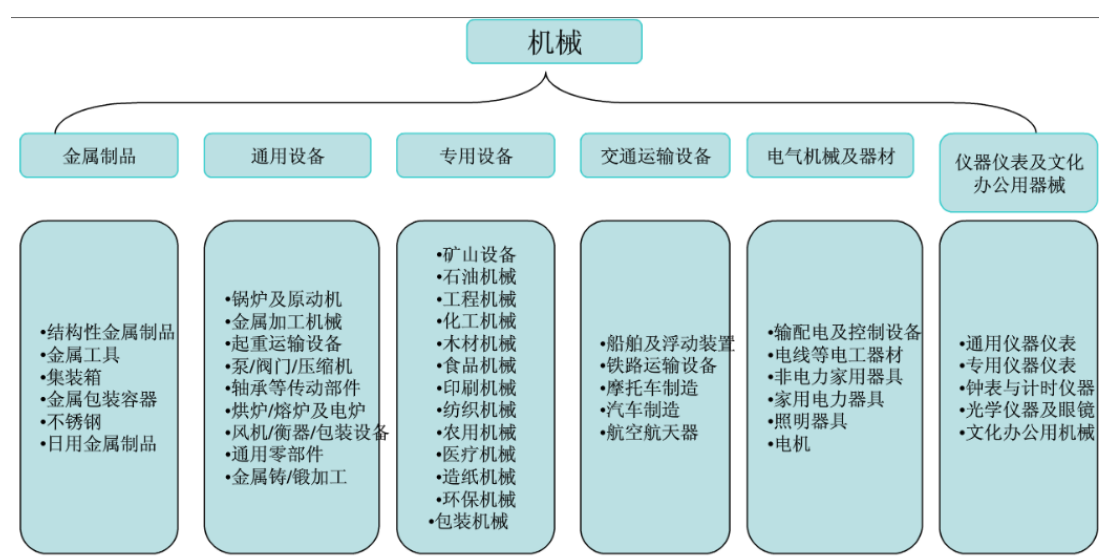 机械
金属制品
通用设备
专用设备
交通运输设备
电气机械及器材
仪器仪表及文化
办公用器械
•结构性金属制品
•金属工具
•集装箱
•金属包装容器
•不锈钢
•日用金属制品
•锅炉及原动机
•金属加工机械
•起重运输设备
•泵/阀门/压缩机
•轴承等传动部件
•烘炉/熔炉及电炉
•风机/衡器/包装设备
•通用零部件
•金属铸/锻加工
•矿山设备
•石油机械
•工程机械
•化工机械
•木材机械
•食品机械
•印刷机械
•纺织机械
•农用机械
•医疗机械
•造纸机械
•环保机械
•包装机械
•船舶及浮动装置
•铁路运输设备
•摩托车制造
•汽车制造
•航空航天器
•输配电及控制设备
•电线等电工器材
•非电力家用器具
•家用电力器具
•照明器具
•电机
•通用仪器仪表
•专用仪器仪表
•钟表与计时仪器
•光学仪器及眼镜
•文化办公用机械